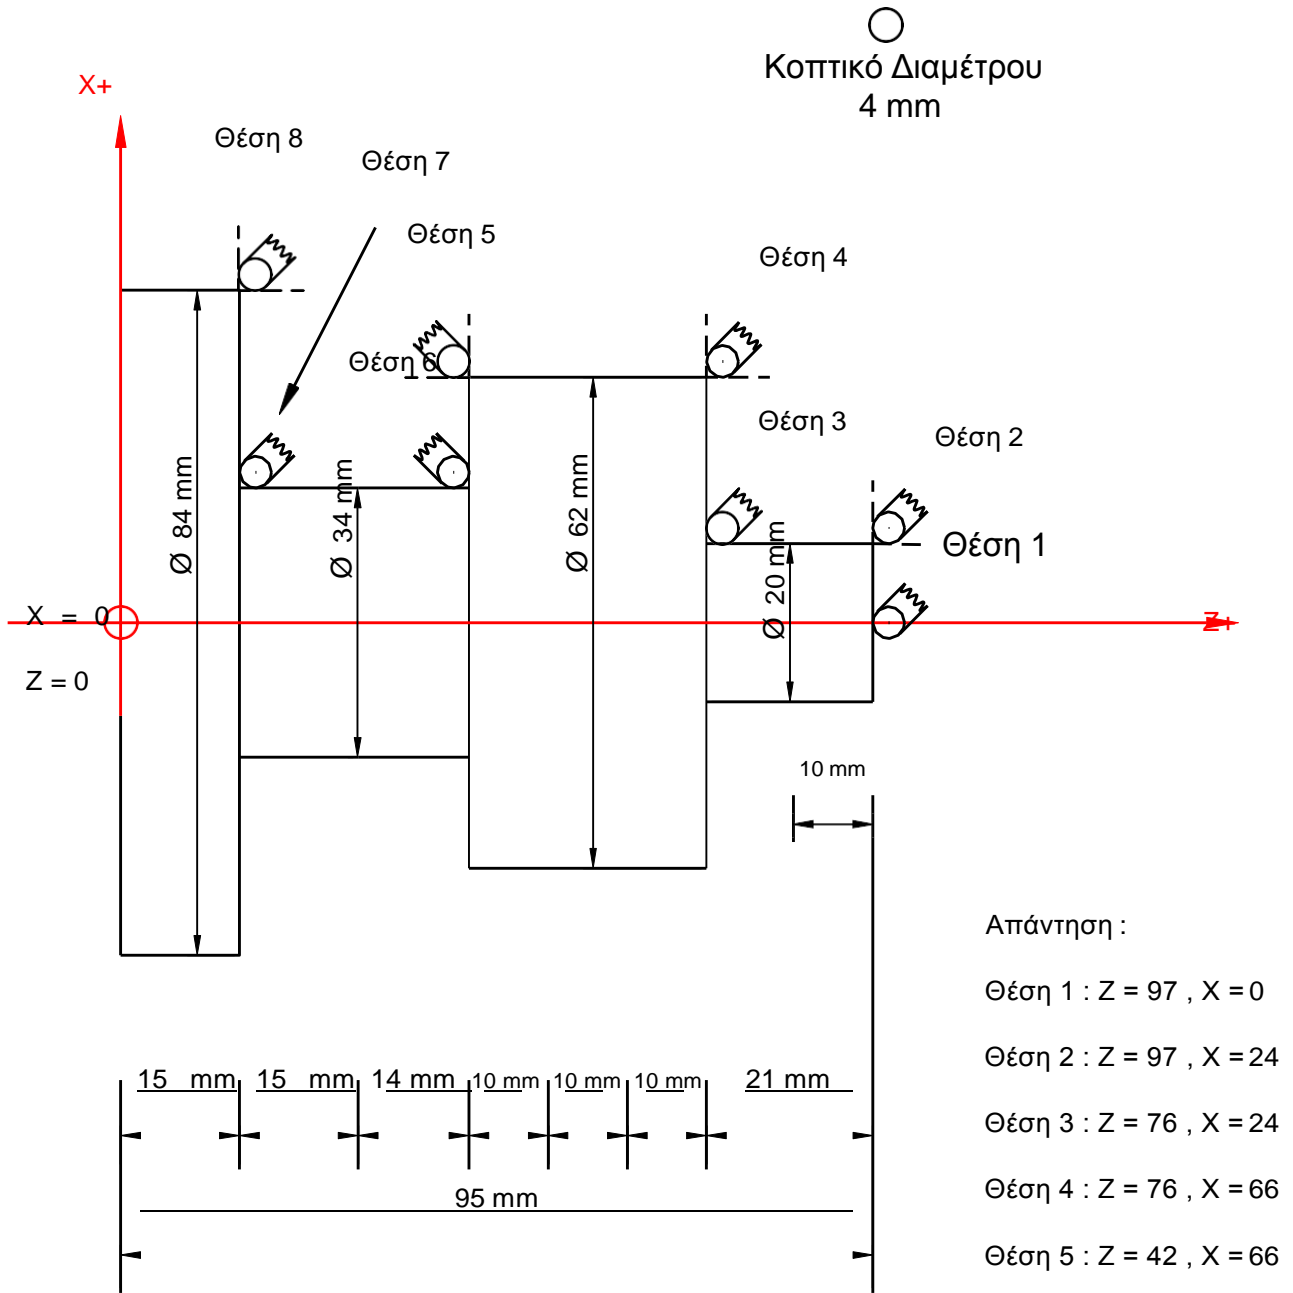 Κοπτικό Διαμέτρου
4 mm
X+
Θέση 8
Θέση 7
Θέση 5
Θέση 4
Θέση 6
Θέση 3
Θέση 2
Θέση 1
Ø 84 mm
Ø 34 mm
Ø 62 mm
Ø 20 mm
X = 0
Z+
Z = 0
10 mm
Απάντηση :
Θέση 1 : Z = 97 , X = 0
Θέση 2 : Z = 97 , X = 24
Θέση 3 : Z = 76 , X = 24
Θέση 4 : Z = 76 , X = 66
Θέση 5 : Z = 42 , X = 66
15 mm 15 mm 14 mm 10 mm 10 mm 10 mm 21 mm
95 mm